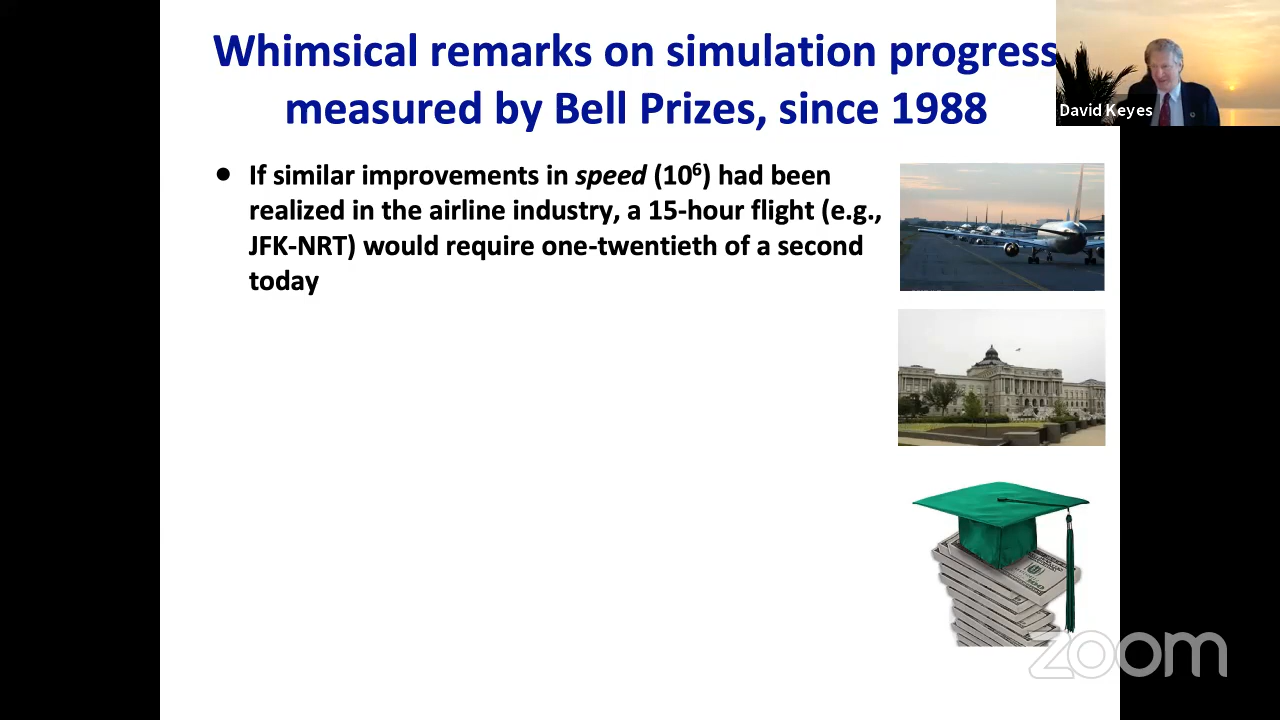 Whimsical remarks on simulation progress
measured by Bell Prizes, since 1988
David Keyes
● If similar improvements in speed (10⁶) had been
realized in the airline industry, a 15-hour flight (e.g.,
JFK-NRT) would require one-twentieth of a second
today
zoom